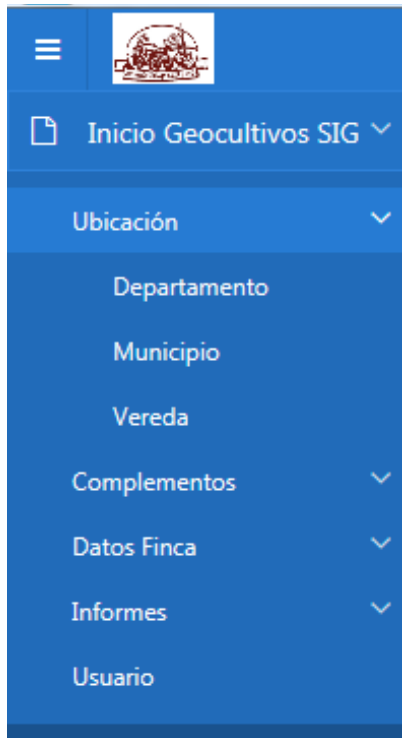 Inicio Geocultivos SIG
Ubicación
Departamento
Municipio
Vereda
Complementos
Datos Finca
Informes
Usuario